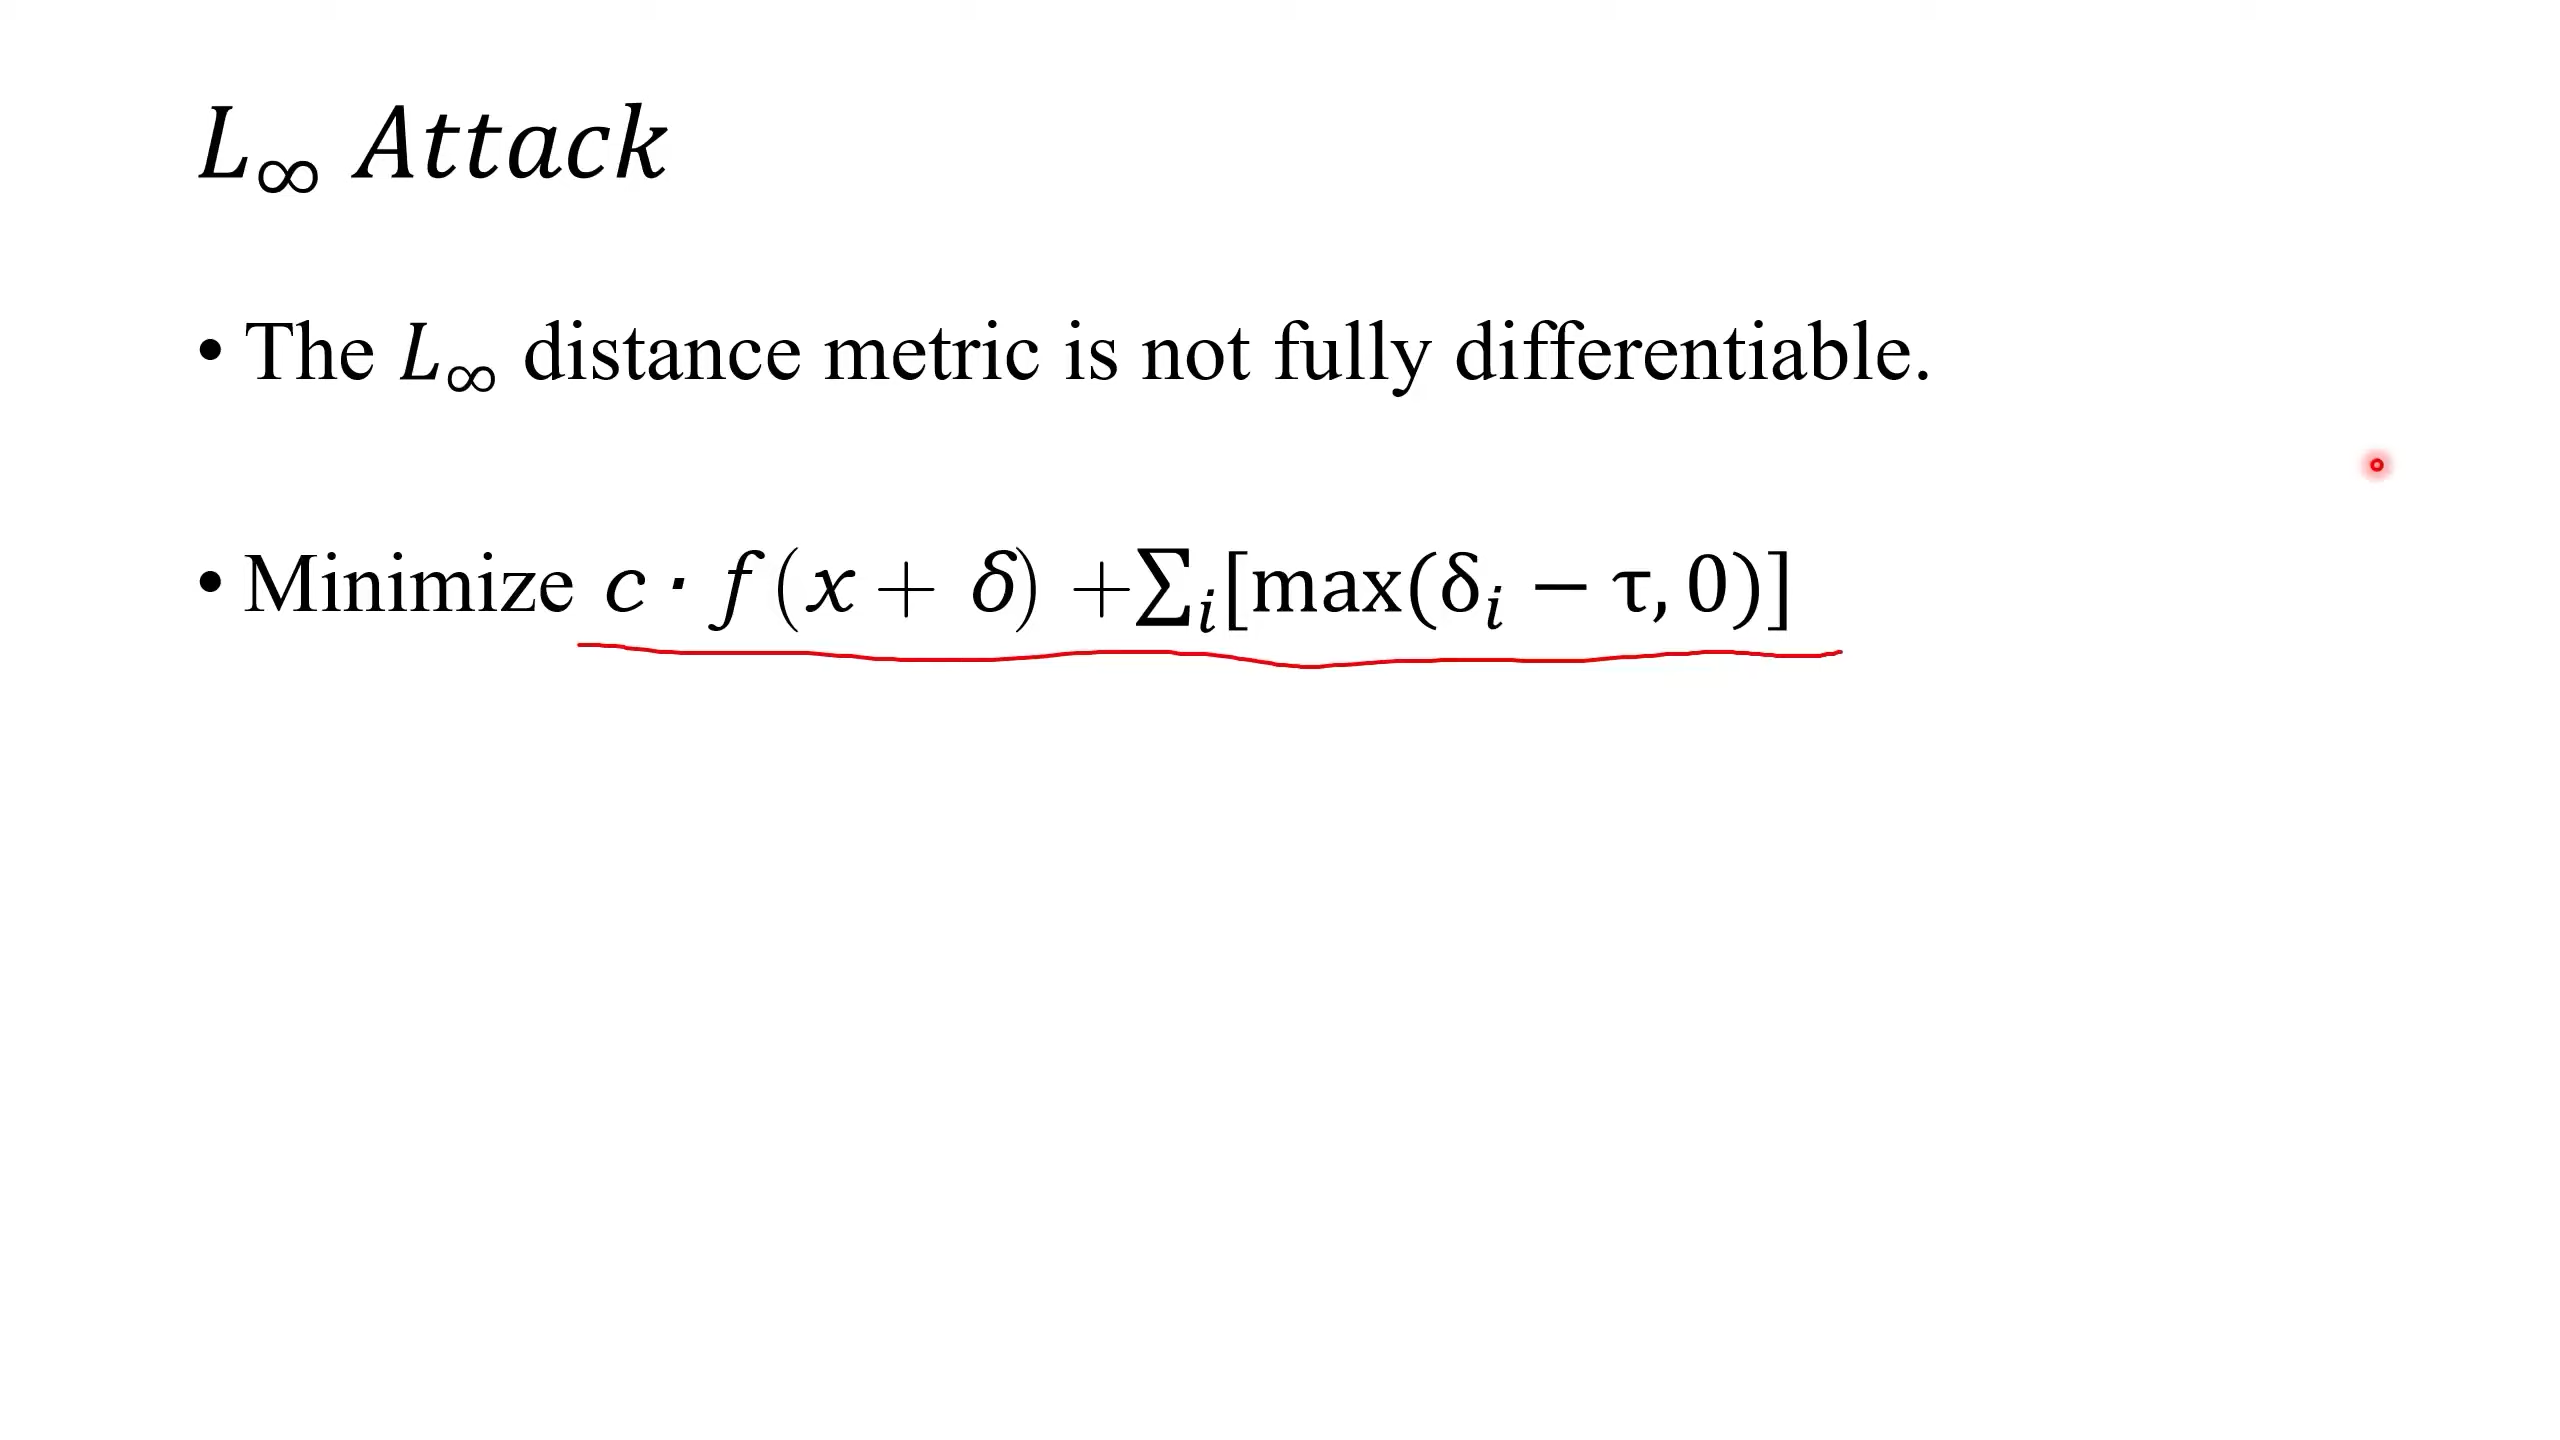 L∞ Attack
• The L∞ distance metric is not fully differentiable.
• Minimize c · f(x + δ) +∑ᵢ[max(δᵢ − τ, 0)]